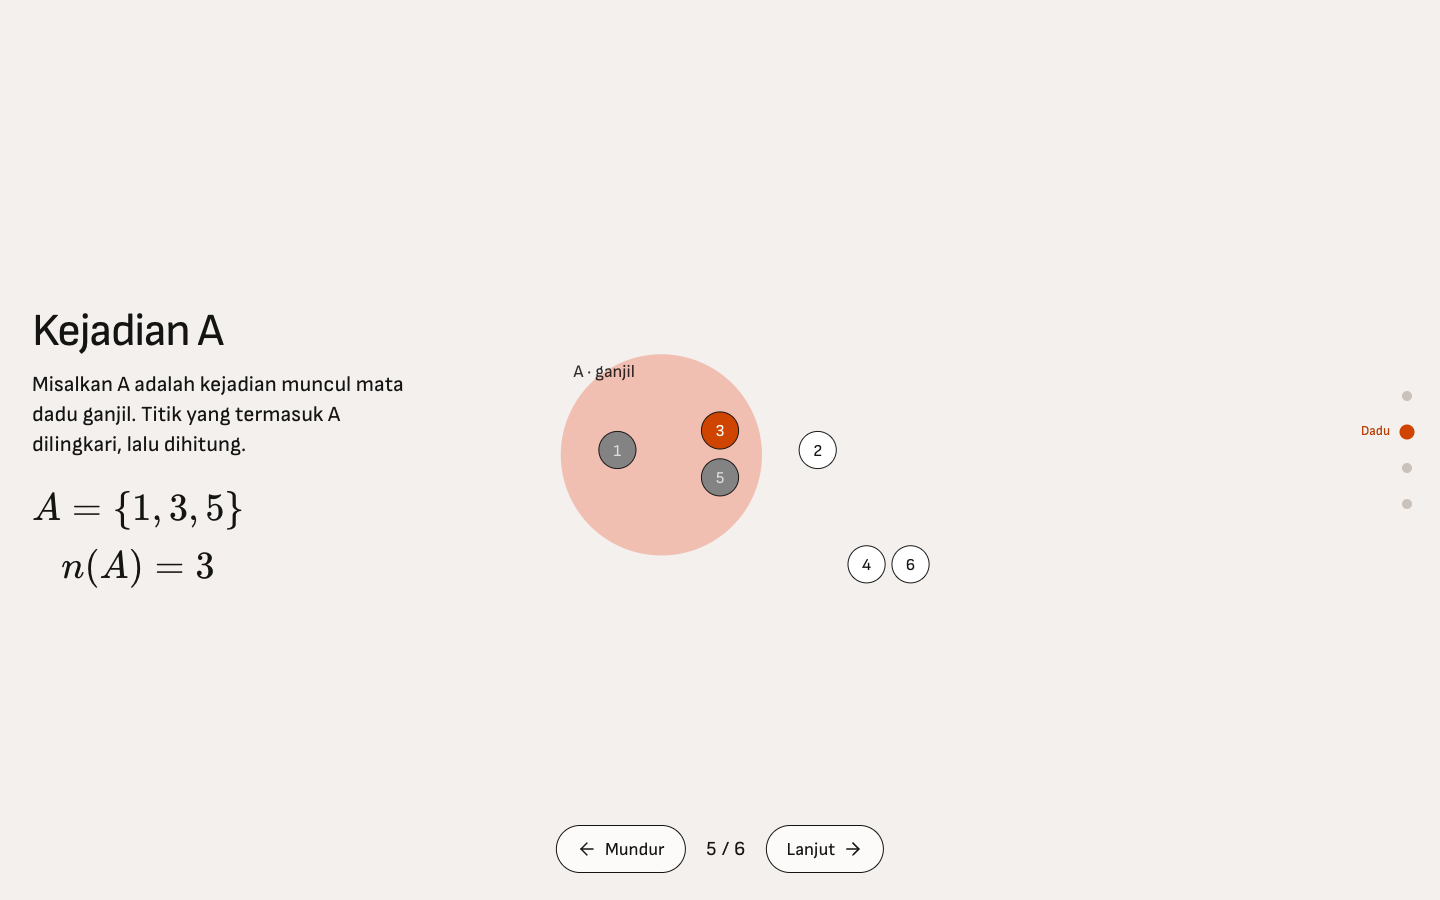 Kejadian A
Misalkan A adalah kejadian muncul mata
dadu ganjil. Titik yang termasuk A
dilingkari, lalu dihitung.
A = {1, 3, 5}
n(A) = 3
A · ganjil
1
3
5
2
4
6
Dadu
← Mundur
5 / 6
Lanjut →